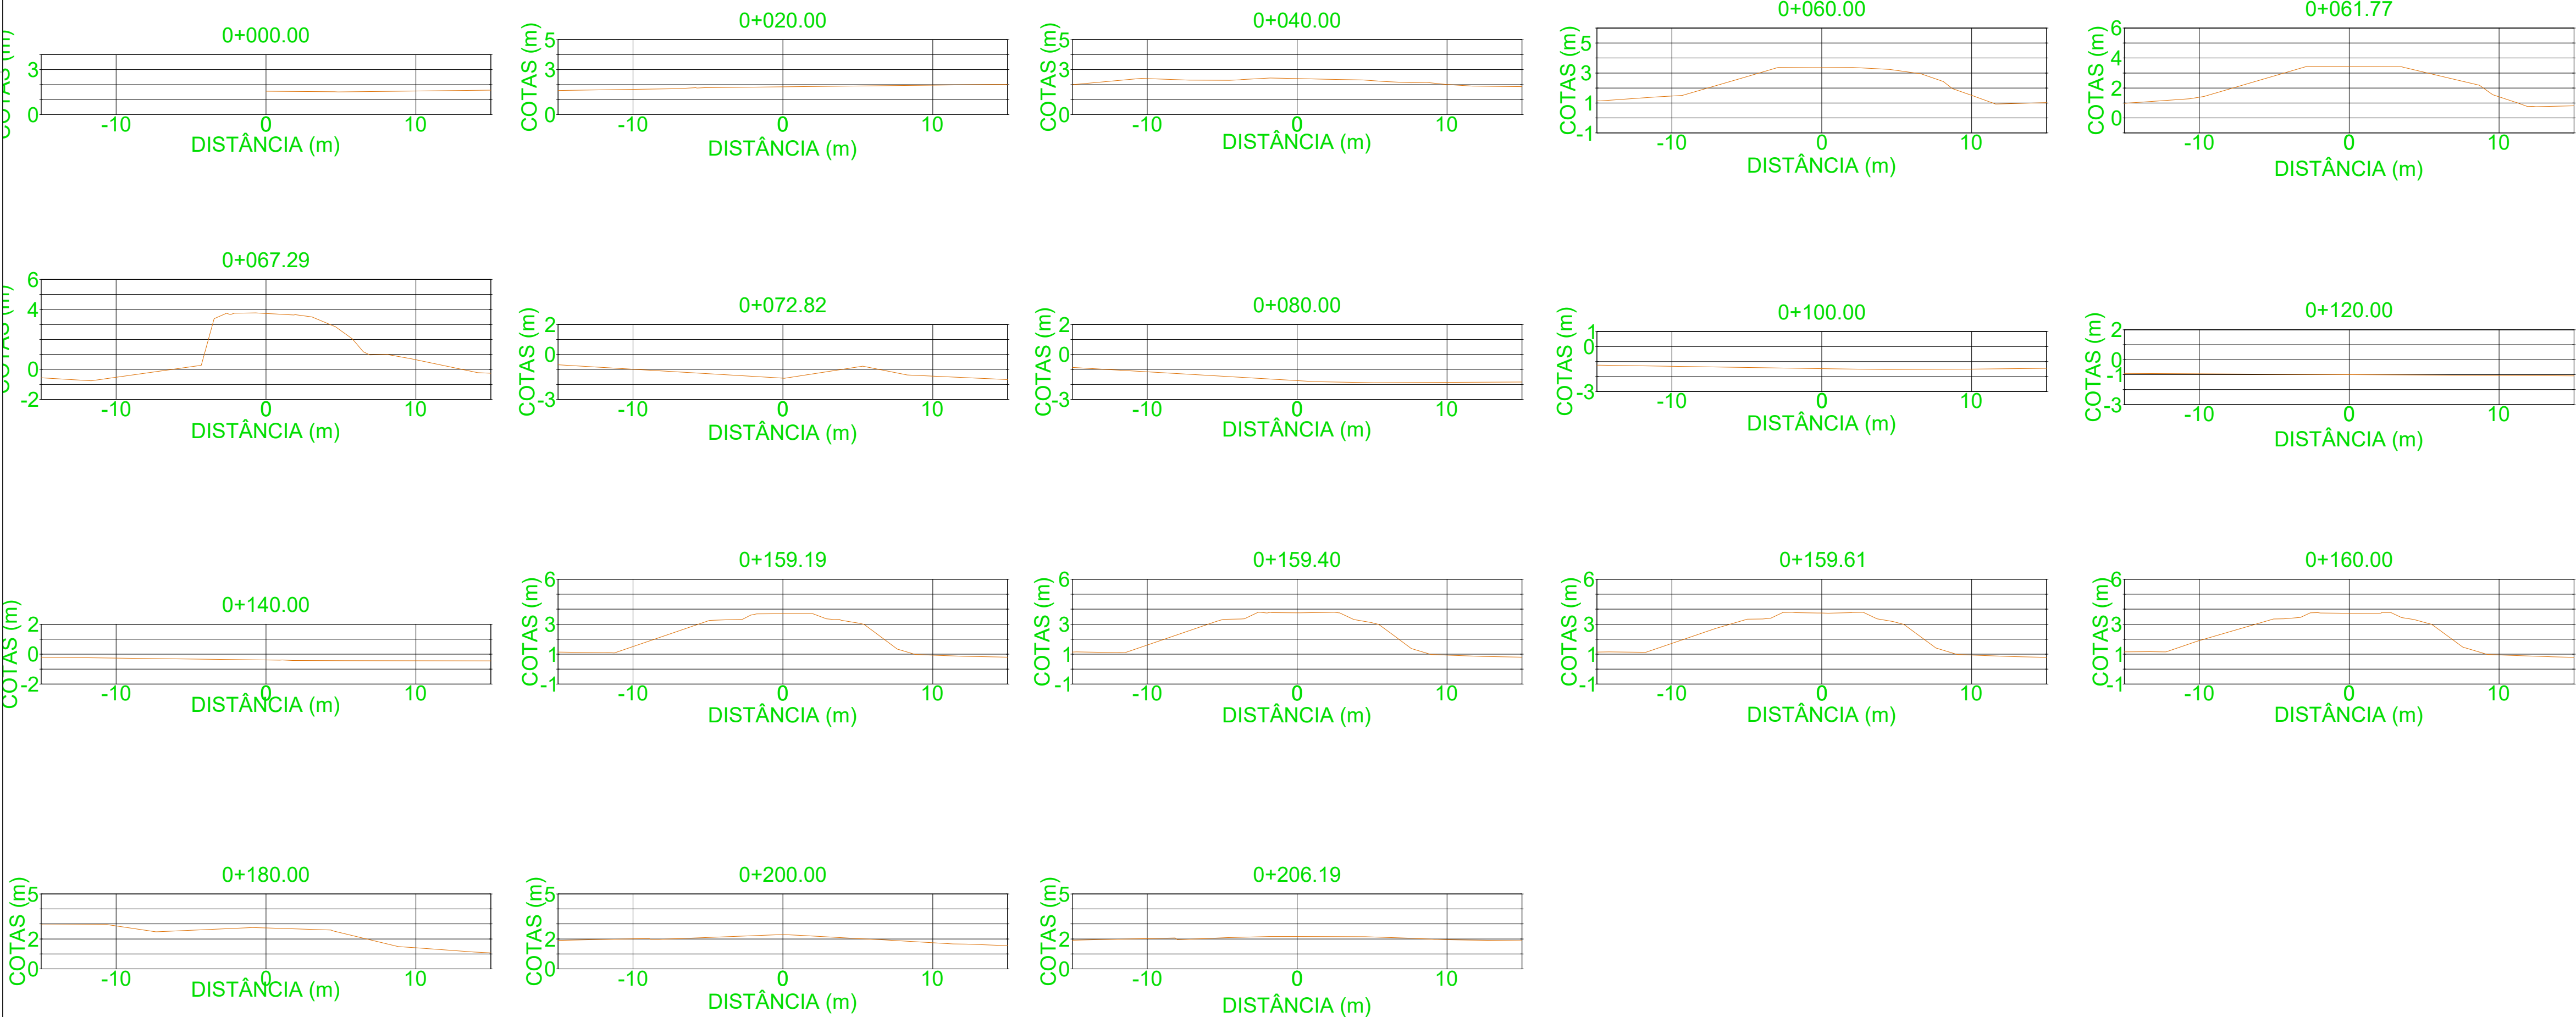 0+000.00
COTAS (m)
3
0
-10 0 10
DISTÂNCIA (m)
0+020.00
COTAS (m)
5
3
0
-10 0 10
DISTÂNCIA (m)
0+040.00
COTAS (m)
5
3
0
-10 0 10
DISTÂNCIA (m)
0+060.00
COTAS (m)
5
3
1
-1
-10 0 10
DISTÂNCIA (m)
0+061.77
COTAS (m)
6
4
2
0
-10 0 10
DISTÂNCIA (m)
0+067.29
COTAS (m)
6
4
0
-2
-10 0 10
DISTÂNCIA (m)
0+072.82
COTAS (m)
2
0
-3
-10 0 10
DISTÂNCIA (m)
0+080.00
COTAS (m)
2
0
-3
-10 0 10
DISTÂNCIA (m)
0+100.00
COTAS (m)
1
0
-3
-10 0 10
DISTÂNCIA (m)
0+120.00
COTAS (m)
2
0
-1
-3
-10 0 10
DISTÂNCIA (m)
0+140.00
COTAS (m)
2
0
-2
-10 0 10
DISTÂNCIA (m)
0+159.19
COTAS (m)
6
3
1
-1
-10 0 10
DISTÂNCIA (m)
0+159.40
COTAS (m)
6
3
1
-1
-10 0 10
DISTÂNCIA (m)
0+159.61
COTAS (m)
6
3
1
-1
-10 0 10
DISTÂNCIA (m)
0+160.00
COTAS (m)
6
3
1
-1
-10 0 10
DISTÂNCIA (m)
0+180.00
COTAS (m)
5
2
0
-10 0 10
DISTÂNCIA (m)
0+200.00
COTAS (m)
5
2
0
-10 0 10
DISTÂNCIA (m)
0+206.19
COTAS (m)
5
2
0
-10 0 10
DISTÂNCIA (m)